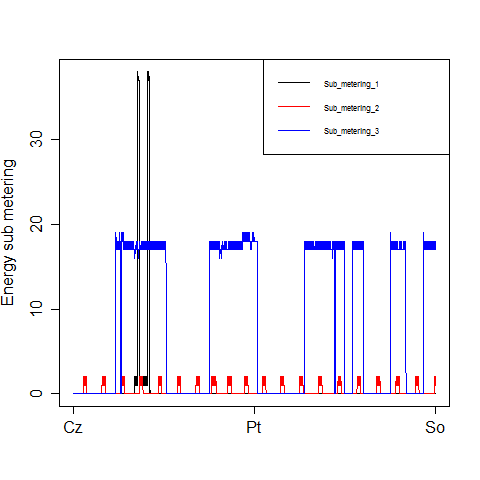 Sub_metering_1
Sub_metering_2
Sub_metering_3
Energy sub metering
30
20
10
0
Cz Pt So